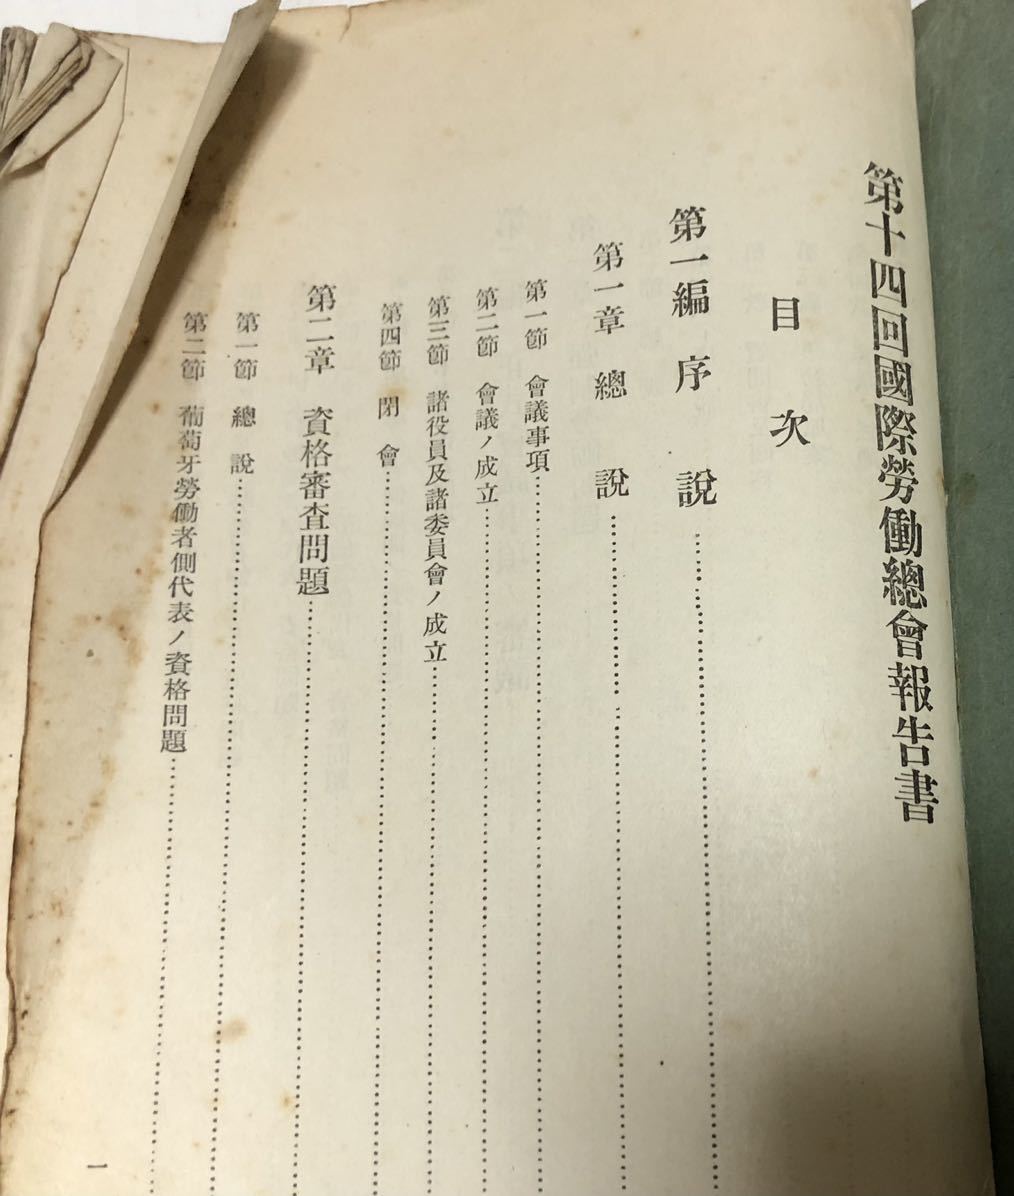 第十四回國際勞働總會報告書
目次
第一編 序說
第一章 總說
第一節 會議事項
第二節 會議ノ成立
第三節 諸役員及諸委員會ノ成立
第四節 閉會
第二章 資格審査問題
第一節 總說
第二節 葡萄牙勞働者側代表ノ資格問題
一